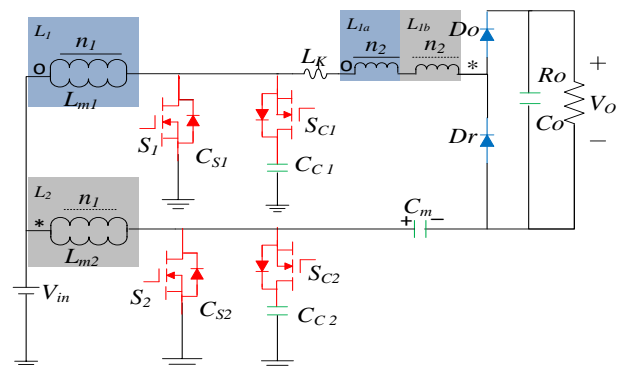 L1 n1 Lm1
LK
L1a n2
L1b n2
Do
Ro
Co
+
VO
−
o
o
*
S1 CS1
SC1
CC1
Dr
L2 n1 Lm2
*
Cm
+ −
Vin
S2 CS2
SC2
CC2